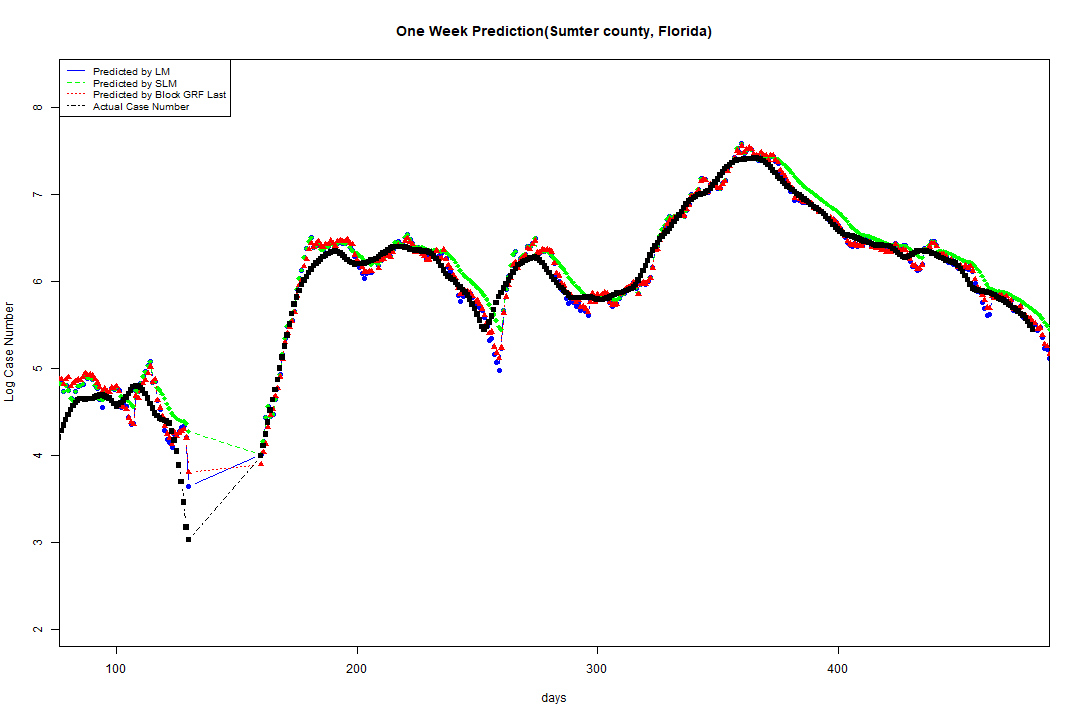 One Week Prediction(Sumter county, Florida)
Predicted by LM
Predicted by SLM
Predicted by Block GRF Last
Actual Case Number
8
7
6
5
4
3
2
Log Case Number
100 200 300 400
days